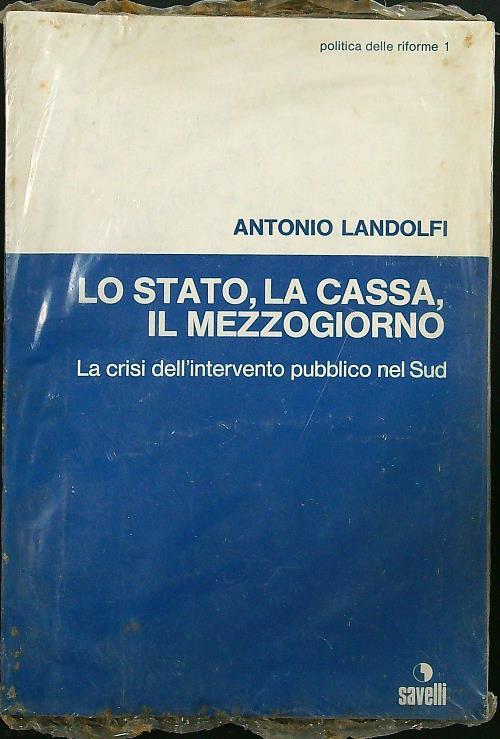 politica delle riforme 1
ANTONIO LANDOLFI
LO STATO, LA CASSA,
IL MEZZOGIORNO
La crisi dell'intervento pubblico nel Sud
savelli